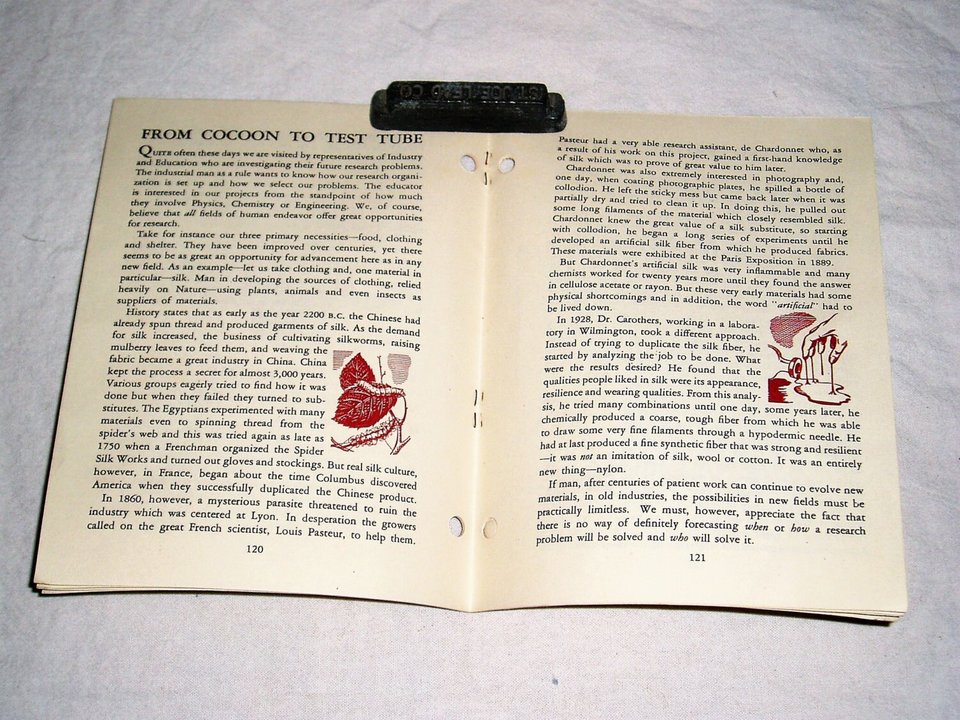 ST. JOE LEAD CO.
FROM COCOON TO TEST TUBE
QUITE often these days we are visited by representatives of Industry
and Education who are investigating their future research problems.
The industrial man as a rule wants to know how our research organi-
zation is set up and how we select our problems. The educator
is interested in our projects from the standpoint of how much
they involve Physics, Chemistry or Engineering. We, of course,
believe that all fields of human endeavor offer great opportunities
for research.
Take for instance our three primary necessities—food, clothing
and shelter. They have been improved over centuries, yet there
seems to be as great an opportunity for advancement here as in any
new field. As an example—let us take clothing and, one material in
particular—silk. Man in developing the sources of clothing, relied
heavily on Nature—using plants, animals and even insects as
suppliers of materials.
History states that as early as the year 2200 B.C. the Chinese had
already spun thread and produced garments of silk. As the demand
for silk increased, the business of cultivating silkworms, raising
mulberry leaves to feed them, and weaving the
fabric became a great industry in China. China
kept the process a secret for almost 3,000 years.
Various groups eagerly tried to find how it was
done but when they failed they turned to sub-
stitutes. The Egyptians experimented with many
materials even to spinning thread from the
spider's web and this was tried again as late as
1750 when a Frenchman organized the Spider
Silk Works and turned out gloves and stockings. But real silk culture,
however, in France, began about the time Columbus discovered
America when they successfully duplicated the Chinese product.
In 1860, however, a mysterious parasite threatened to ruin the
industry which was centered at Lyon. In desperation the growers
called on the great French scientist, Louis Pasteur, to help them.
120
Pasteur had a very able research assistant, de Chardonnet who, as
a result of his work on this project, gained a first-hand knowledge
of silk which was to prove of great value to him later.
Chardonnet was also extremely interested in photography and,
one day, when coating photographic plates, he spilled a bottle of
collodion. He left the sticky mess but came back later when it was
partially dry and tried to clean it up. In doing this, he pulled out
some long filaments of the material which closely resembled silk.
Chardonnet knew the great value of a silk substitute, so starting
with collodion, he began a long series of experiments until he
developed an artificial silk fiber from which he produced fabrics.
These materials were exhibited at the Paris Exposition in 1889.
But Chardonnet's artificial silk was very inflammable and many
chemists worked for twenty years more until they found the answer
in cellulose acetate or rayon. But these very early materials had some
physical shortcomings and in addition, the word "artificial" had to
be lived down.
In 1928, Dr. Carothers, working in a labora-
tory in Wilmington, took a different approach.
Instead of trying to duplicate the silk fiber, he
started by analyzing the job to be done. What
were the results desired? He found that the
qualities people liked in silk were its appearance,
resilience and wearing qualities. From this analy-
sis, he tried many combinations until one day, some years later, he
chemically produced a coarse, tough fiber from which he was able
to draw some very fine filaments through a hypodermic needle. He
had at last produced a fine synthetic fiber that was strong and resilient
—it was not an imitation of silk, wool or cotton. It was an entirely
new thing—nylon.
If man, after centuries of patient work can continue to evolve new
materials, in old industries, the possibilities in new fields must be
practically limitless. We must, however, appreciate the fact that
there is no way of definitely forecasting when or how a research
problem will be solved and who will solve it.
121